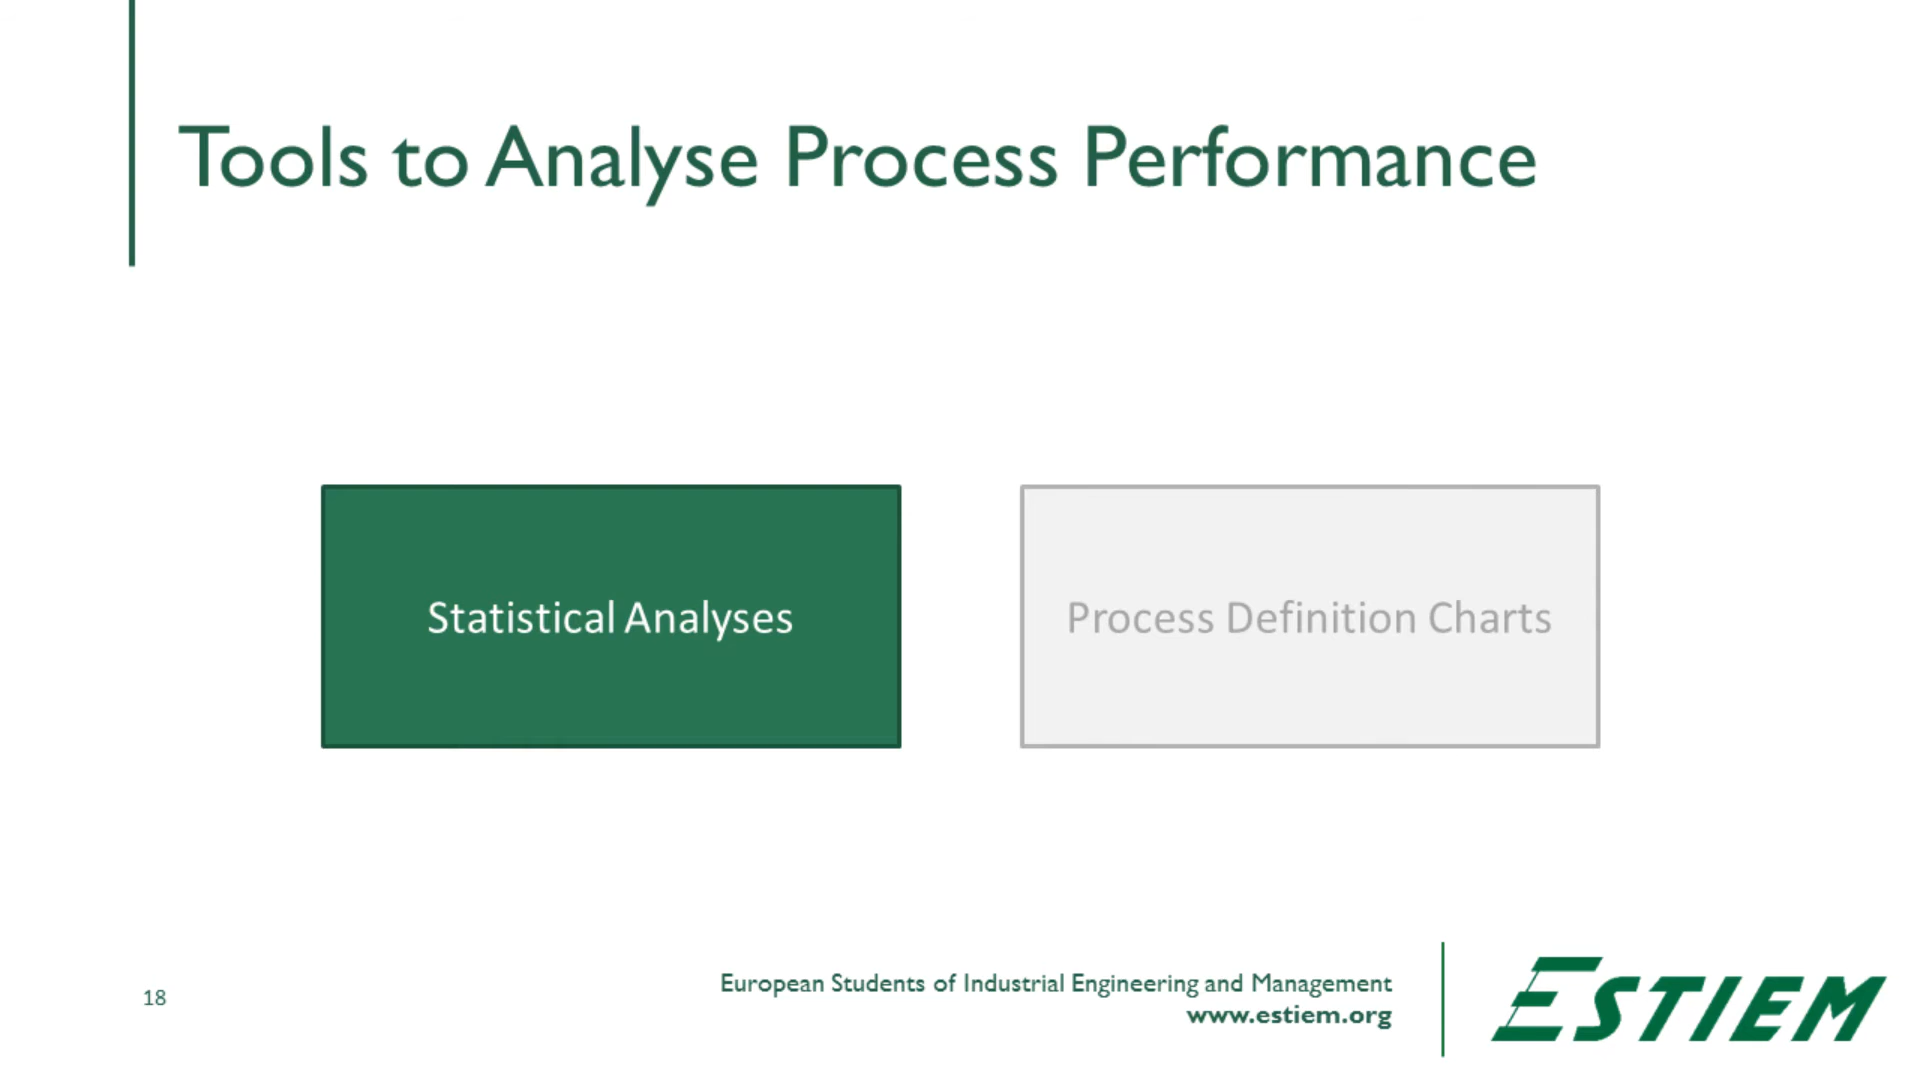 Tools to Analyse Process Performance
Statistical Analyses
Process Definition Charts
18
European Students of Industrial Engineering and Management
www.estiem.org
ESTIEM